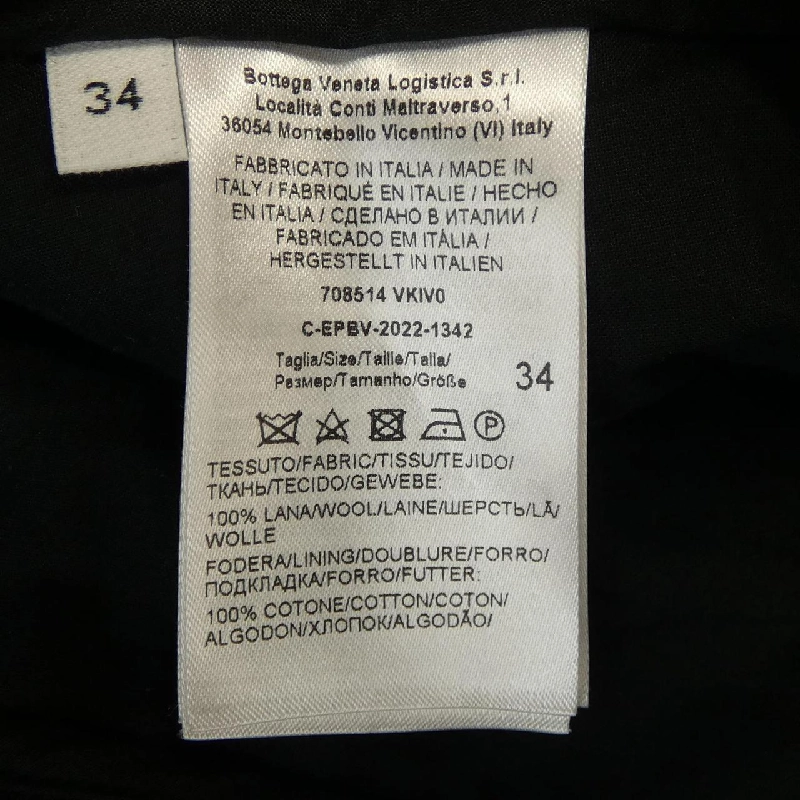 34
Bottega Veneta Logistica S.r.l.
Località Conti Maltraverso,1
36054 Montebello Vicentino (VI) Italy
FABBRICATO IN ITALIA / MADE IN
ITALY / FABRIQUÉ EN ITALIE / HECHO
EN ITALIA / СДЕЛАНО В ИТАЛИИ /
FABRICADO EM ITÁLIA /
HERGESTELLT IN ITALIEN
708514 VKIV0
C-EPBV-2022-1342
Taglia/Size/Taille/Talla/
Размер/Tamanho/Größe 34
P
TESSUTO/FABRIC/TISSU/TEJIDO/
ТКАНЬ/TECIDO/GEWEBE:
100% LANA/WOOL/LAINE/ШЕРСТЬ/LÃ/
WOLLE
FODERA/LINING/DOUBLURE/FORRO/
ПОДКЛАДКА/FORRO/FUTTER:
100% COTONE/COTTON/COTON/
ALGODON/ХЛОПОК/ALGODÃO/